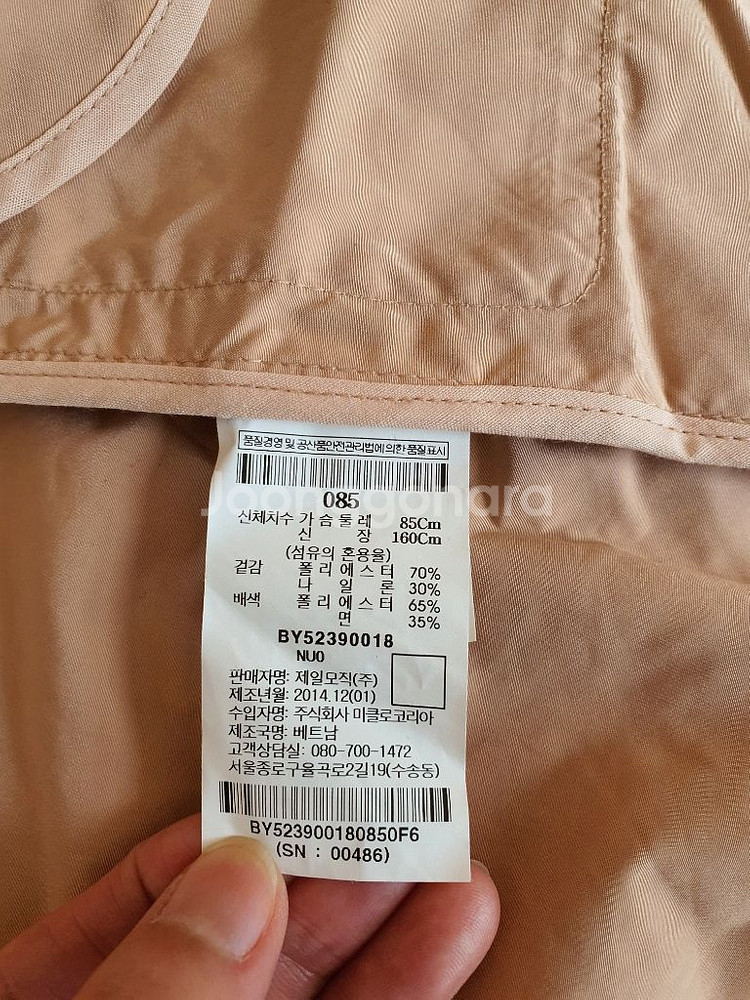 품질경영 및 공산품안전관리법에 의한 품질표시
Joonggonara
085
신체치수 가 슴 둘 레 85Cm
신 장 160Cm
(섬유의 혼용율)
겉감 폴 리 에 스 터 70%
나 일 론 30%
배색 폴 리 에 스 터 65%
면 35%
BY52390018
NU0
판매자명: 제일모직(주)
제조년월: 2014.12(01)
수입자명: 주식회사 미클로코리아
제조국명: 베트남
고객상담실: 080-700-1472
서울종로구율곡로2길19(수송동)
BY523900180850F6
(SN : 00486)